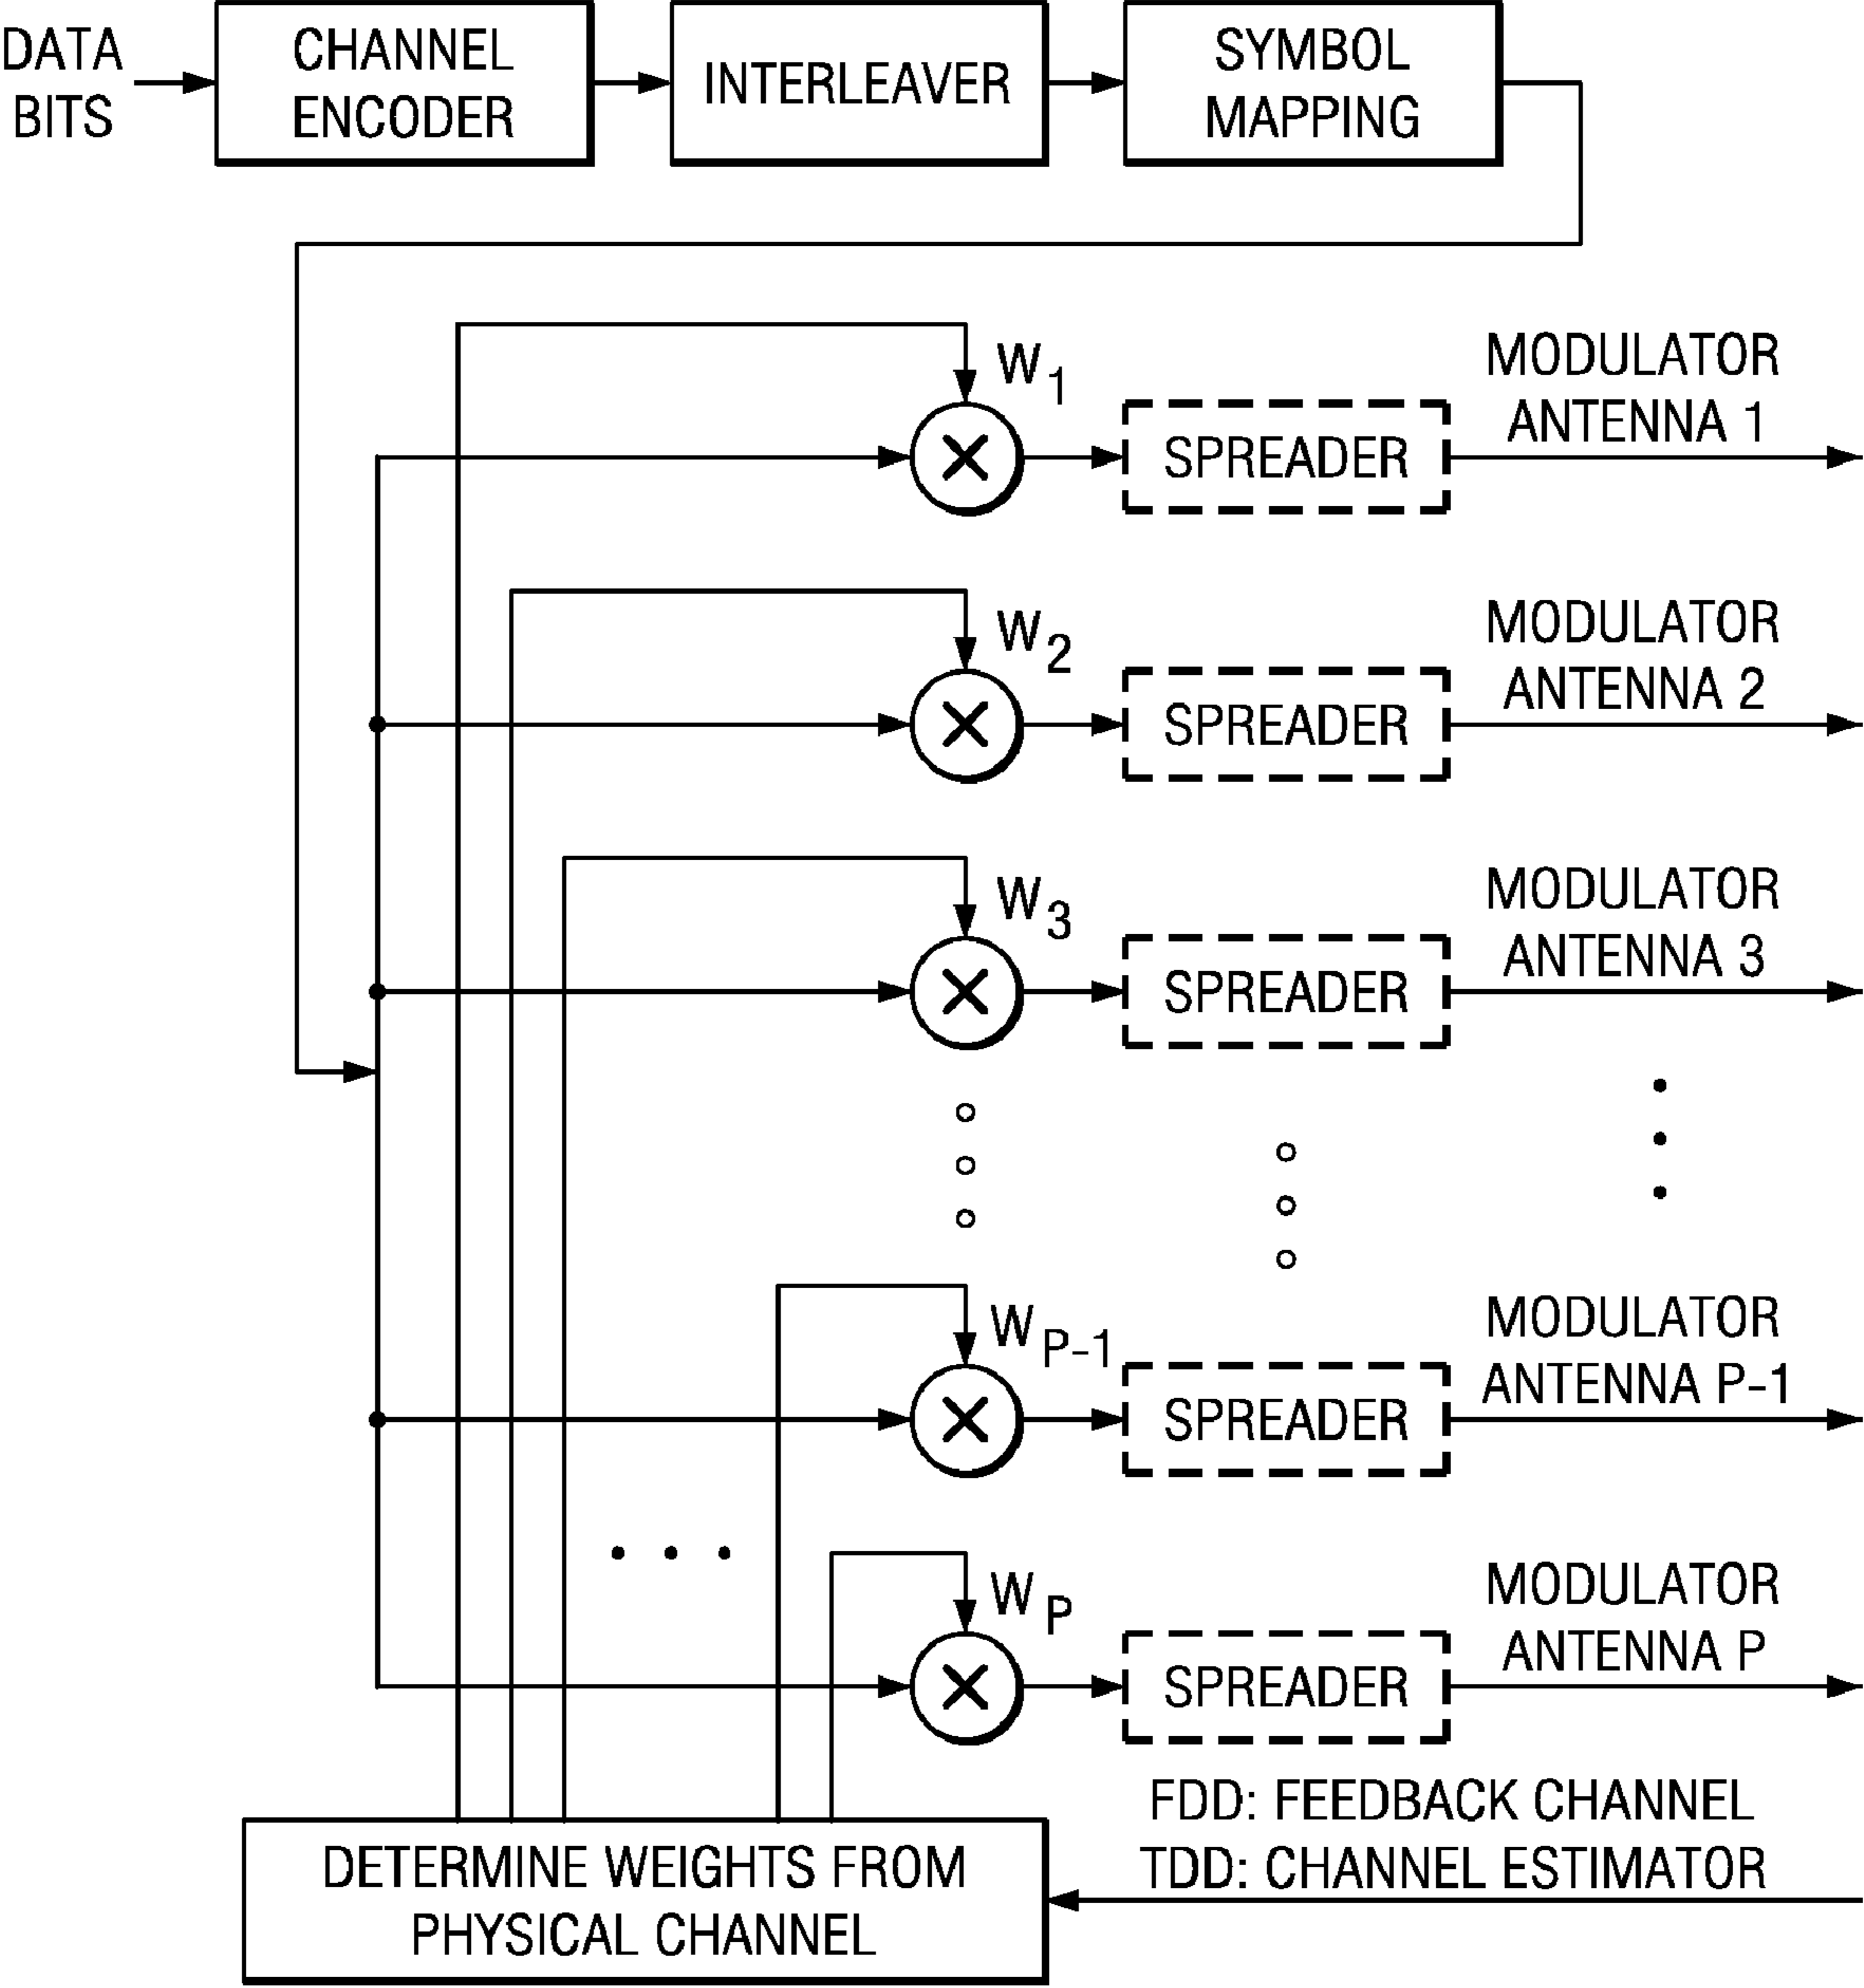 DATA
BITS
CHANNEL
ENCODER
INTERLEAVER
SYMBOL
MAPPING
W1
MODULATOR
ANTENNA 1
SPREADER
W2
MODULATOR
ANTENNA 2
SPREADER
W3
MODULATOR
ANTENNA 3
SPREADER
WP-1
MODULATOR
ANTENNA P-1
SPREADER
WP
MODULATOR
ANTENNA P
SPREADER
FDD: FEEDBACK CHANNEL
TDD: CHANNEL ESTIMATOR
DETERMINE WEIGHTS FROM
PHYSICAL CHANNEL